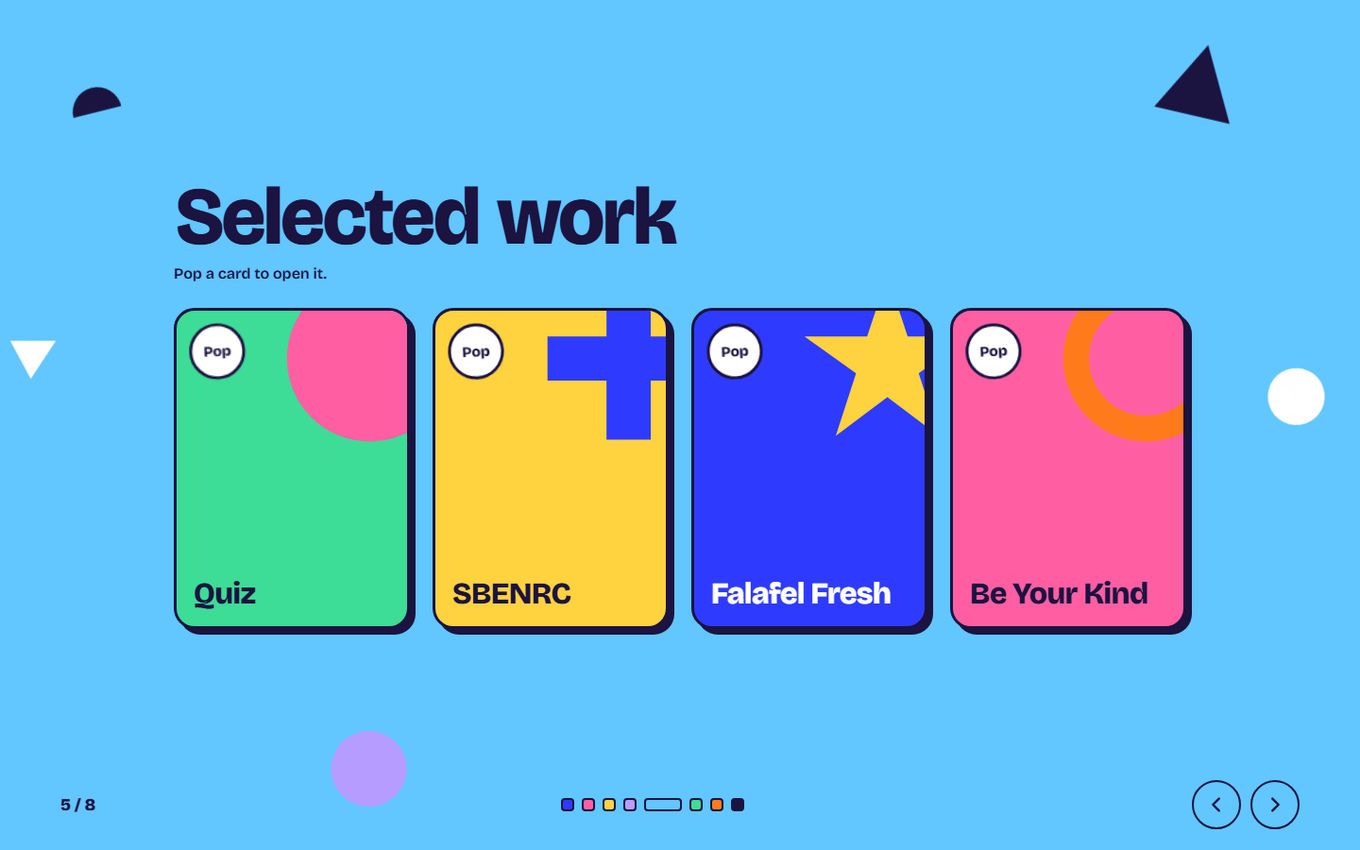 Selected work
Pop a card to open it.
Pop
Pop
Pop
Pop
Quiz
SBENRC
Falafel Fresh
Be Your Kind
5 / 8